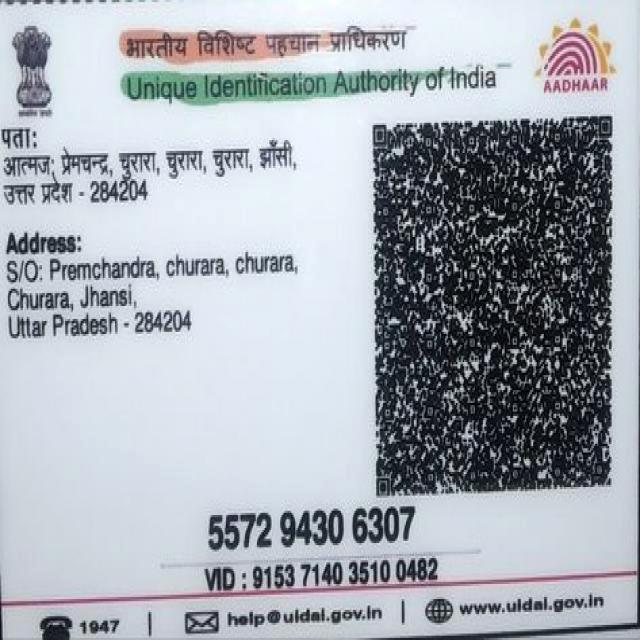 भारतीय विशिष्ट पहचान प्राधिकरण
Unique Identification Authority of India
AADHAAR
पता:
आत्मज: प्रेमचन्द्र, चुरारा, चुरारा, चुरारा, झाँसी,
उत्तर प्रदेश - 284204
Address:
S/O: Premchandra, churara, churara,
Churara, Jhansi,
Uttar Pradesh - 284204
5572 9430 6307
VID : 9153 7140 3510 0482
1947 | help@uidai.gov.in | www.uidai.gov.in